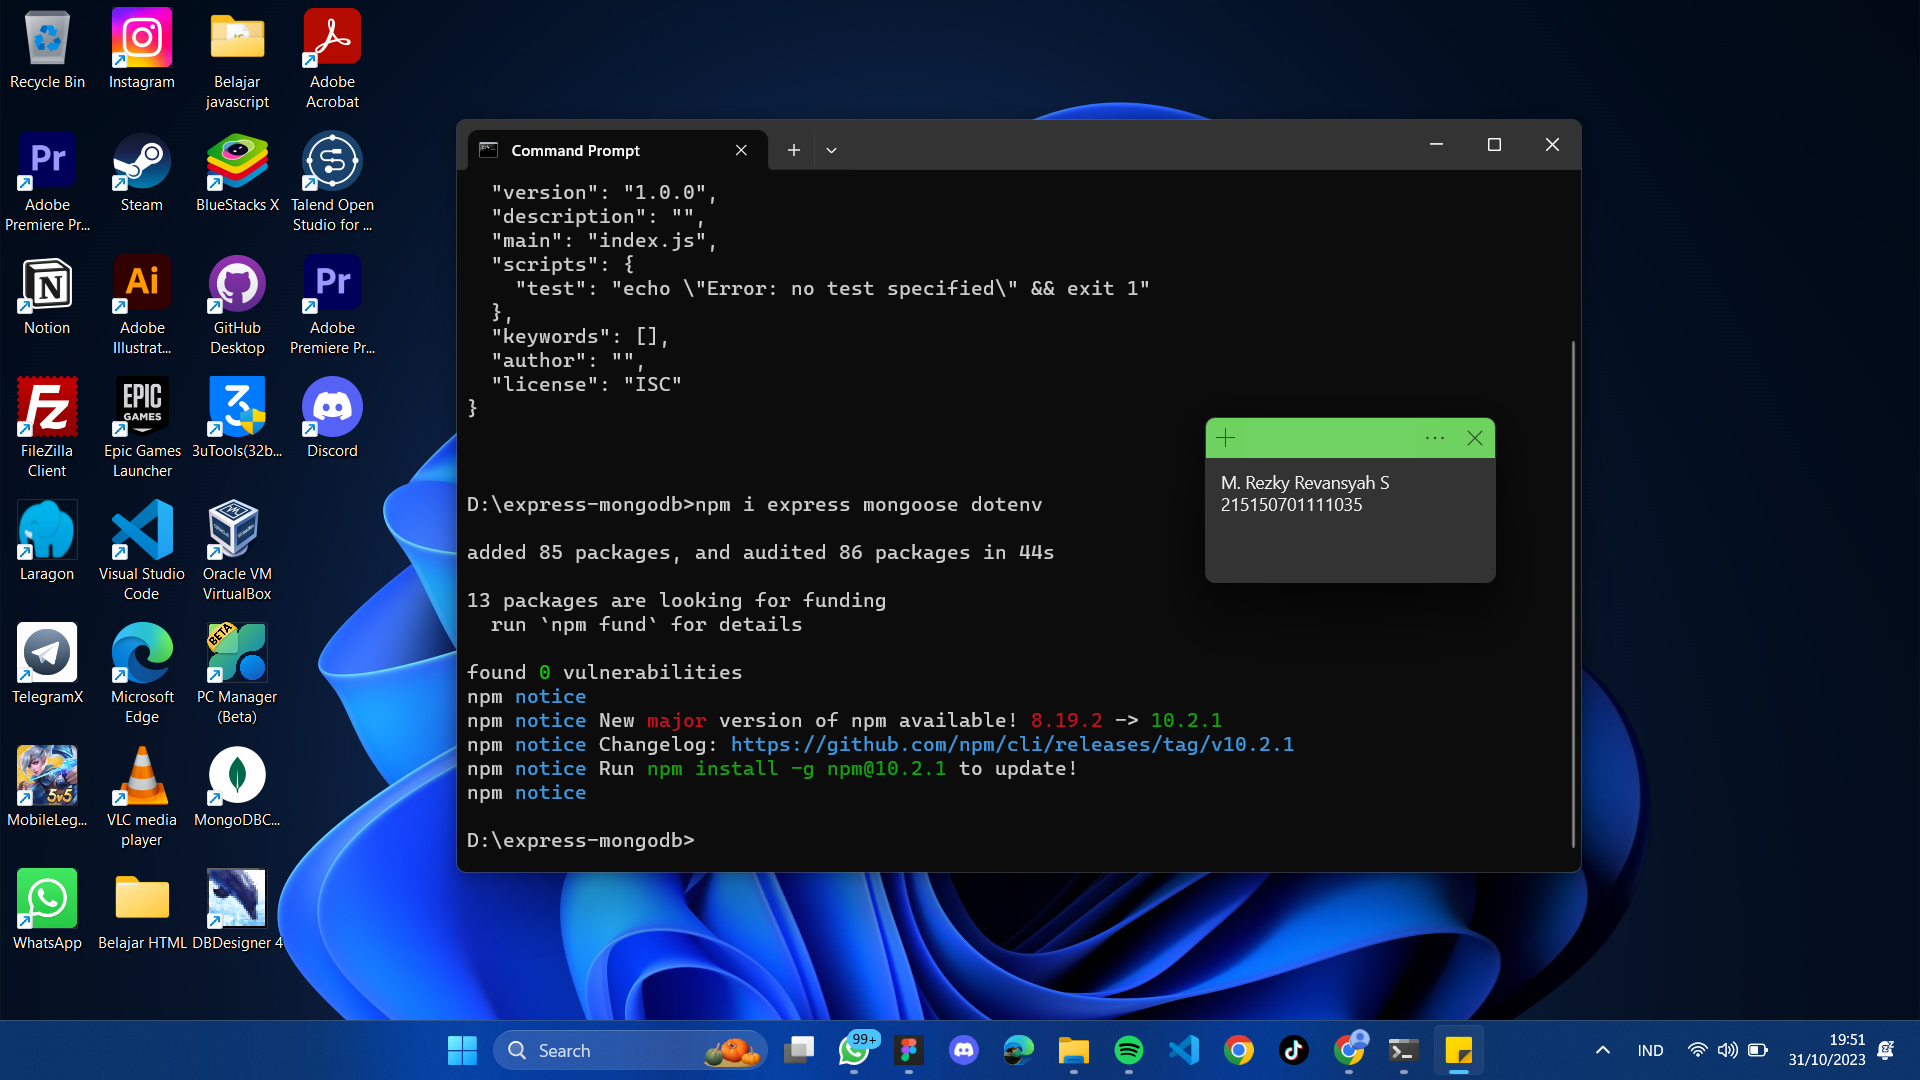 Recycle Bin
Instagram
Belajar
javascript
Adobe
Acrobat
Adobe
Premiere Pr...
Steam
BlueStacks X
Talend Open
Studio for ...
Notion
Adobe
Illustrat...
GitHub
Desktop
Adobe
Premiere Pr...
FileZilla
Client
EPIC
GAMES
Epic Games
Launcher
3uTools(32b...
Discord
Laragon
Visual Studio
Code
Oracle VM
VirtualBox
TelegramX
Microsoft
Edge
BETA
PC Manager
(Beta)
5v5
MobileLeg...
VLC media
player
MongoDBC...
WhatsApp
Belajar HTML
DBDesigner 4
Command Prompt
"version": "1.0.0",
"description": "",
"main": "index.js",
"scripts": {
"test": "echo \"Error: no test specified\" && exit 1"
},
"keywords": [],
"author": "",
"license": "ISC"
}
D:\express-mongodb>npm i express mongoose dotenv
added 85 packages, and audited 86 packages in 44s
13 packages are looking for funding
run `npm fund` for details
found 0 vulnerabilities
npm notice
npm notice New major version of npm available! 8.19.2 -> 10.2.1
npm notice Changelog: https://github.com/npm/cli/releases/tag/v10.2.1
npm notice Run npm install -g npm@10.2.1 to update!
npm notice
D:\express-mongodb>
M. Rezky Revansyah S
215150701111035
Search
99+
IND
19:51
31/10/2023